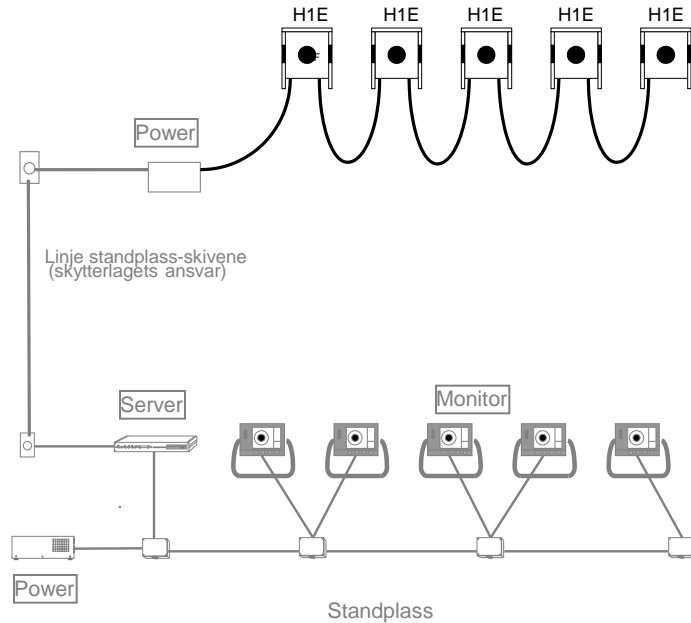 H1E H1E H1E H1E H1E
Power
Linje standplass-skivene
(skytterlagets ansvar)
Server
Monitor
Power
Standplass